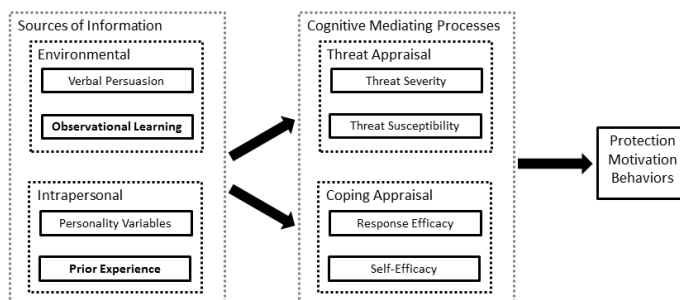 Sources of Information
Environmental
Verbal Persuasion
Observational Learning
Intrapersonal
Personality Variables
Prior Experience
Cognitive Mediating Processes
Threat Appraisal
Threat Severity
Threat Susceptibility
Coping Appraisal
Response Efficacy
Self-Efficacy
Protection
Motivation
Behaviors